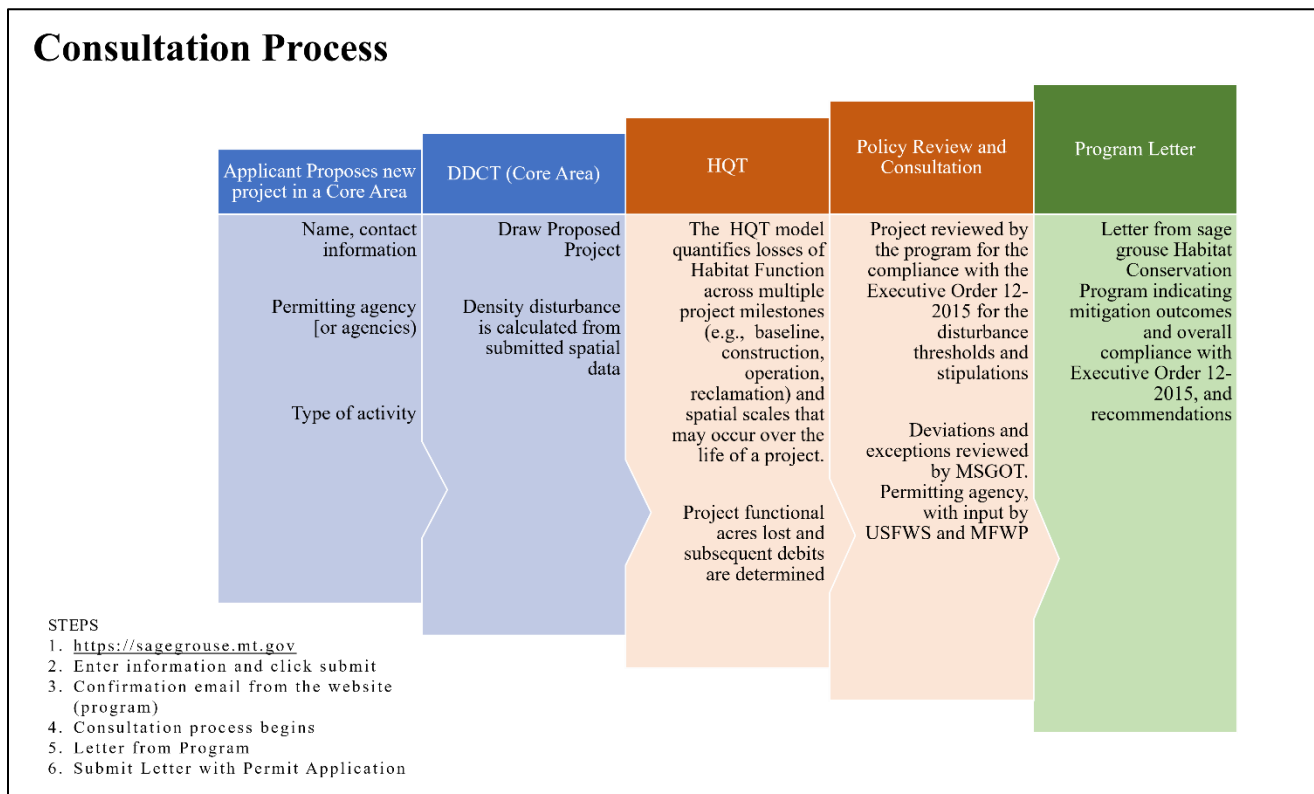 Consultation Process
Applicant Proposes new
project in a Core Area
Name, contact
information
Permitting agency
[or agencies)
Type of activity
DDCT (Core Area)
Draw Proposed
Project
Density disturbance
is calculated from
submitted spatial
data
HQT
The HQT model
quantifies losses of
Habitat Function
across multiple
project milestones
(e.g., baseline,
construction,
operation,
reclamation) and
spatial scales that
may occur over the
life of a project.
Project functional
acres lost and
subsequent debits
are determined
Policy Review and
Consultation
Project reviewed by
the program for the
compliance with the
Executive Order 12-
2015 for the
disturbance
thresholds and
stipulations
Deviations and
exceptions reviewed
by MSGOT.
Permitting agency,
with input by
USFWS and MFWP
Program Letter
Letter from sage
grouse Habitat
Conservation
Program indicating
mitigation outcomes
and overall
compliance with
Executive Order 12-
2015, and
recommendations
STEPS
1. https://sagegrouse.mt.gov
2. Enter information and click submit
3. Confirmation email from the website
(program)
4. Consultation process begins
5. Letter from Program
6. Submit Letter with Permit Application